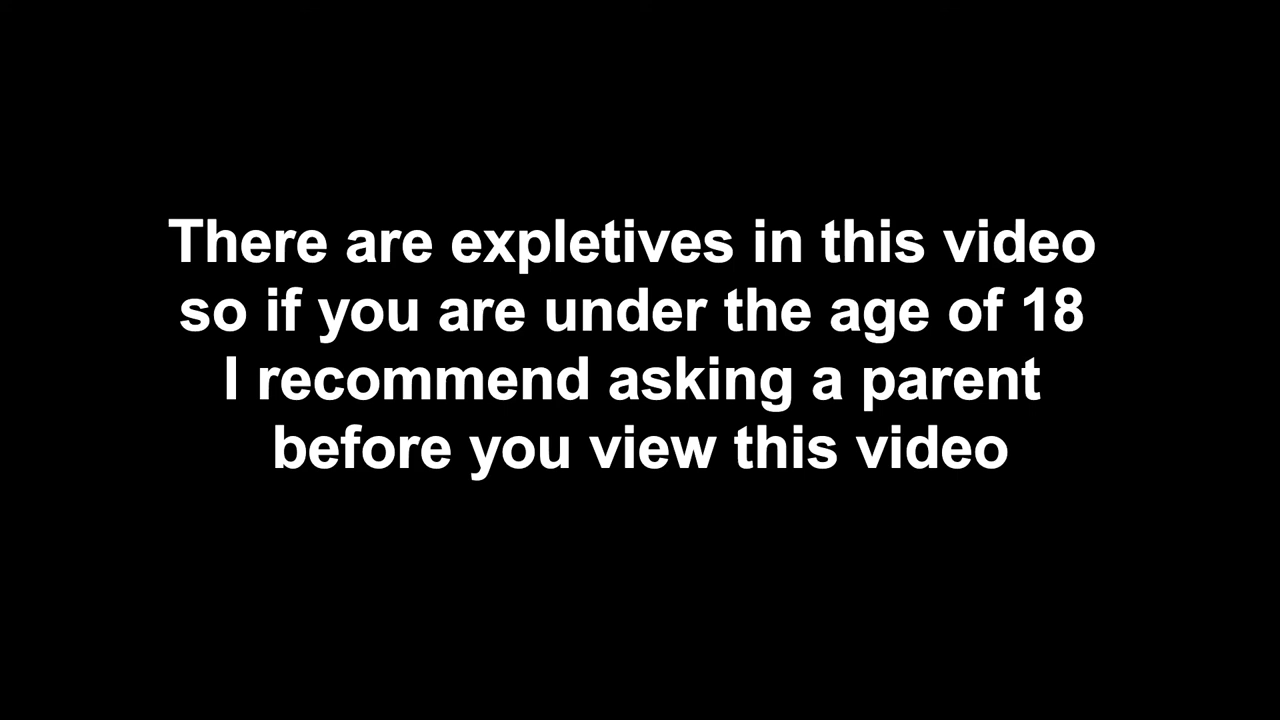 There are expletives in this video
so if you are under the age of 18
I recommend asking a parent
before you view this video